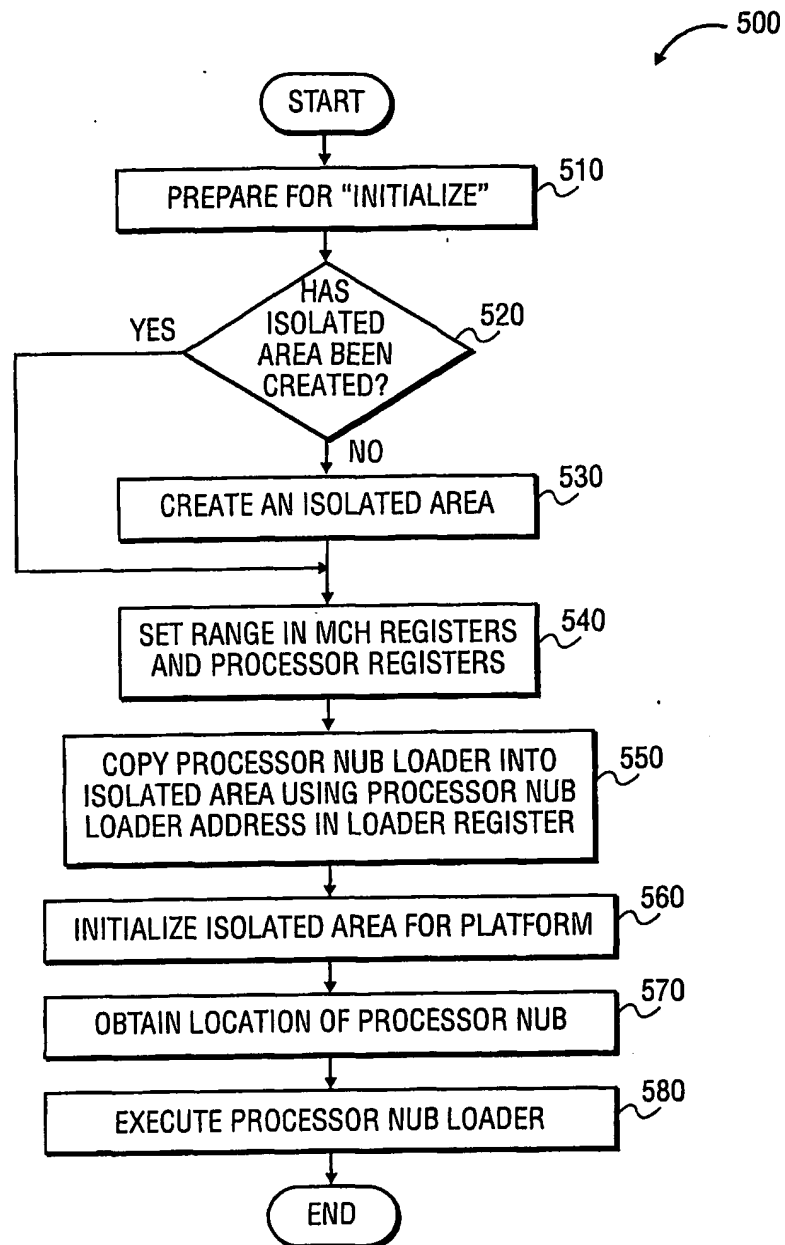 500
START
PREPARE FOR "INITIALIZE"
510
HAS
ISOLATED
AREA BEEN
CREATED?
520
YES
NO
CREATE AN ISOLATED AREA
530
SET RANGE IN MCH REGISTERS
AND PROCESSOR REGISTERS
540
COPY PROCESSOR NUB LOADER INTO
ISOLATED AREA USING PROCESSOR NUB
LOADER ADDRESS IN LOADER REGISTER
550
INITIALIZE ISOLATED AREA FOR PLATFORM
560
OBTAIN LOCATION OF PROCESSOR NUB
570
EXECUTE PROCESSOR NUB LOADER
580
END